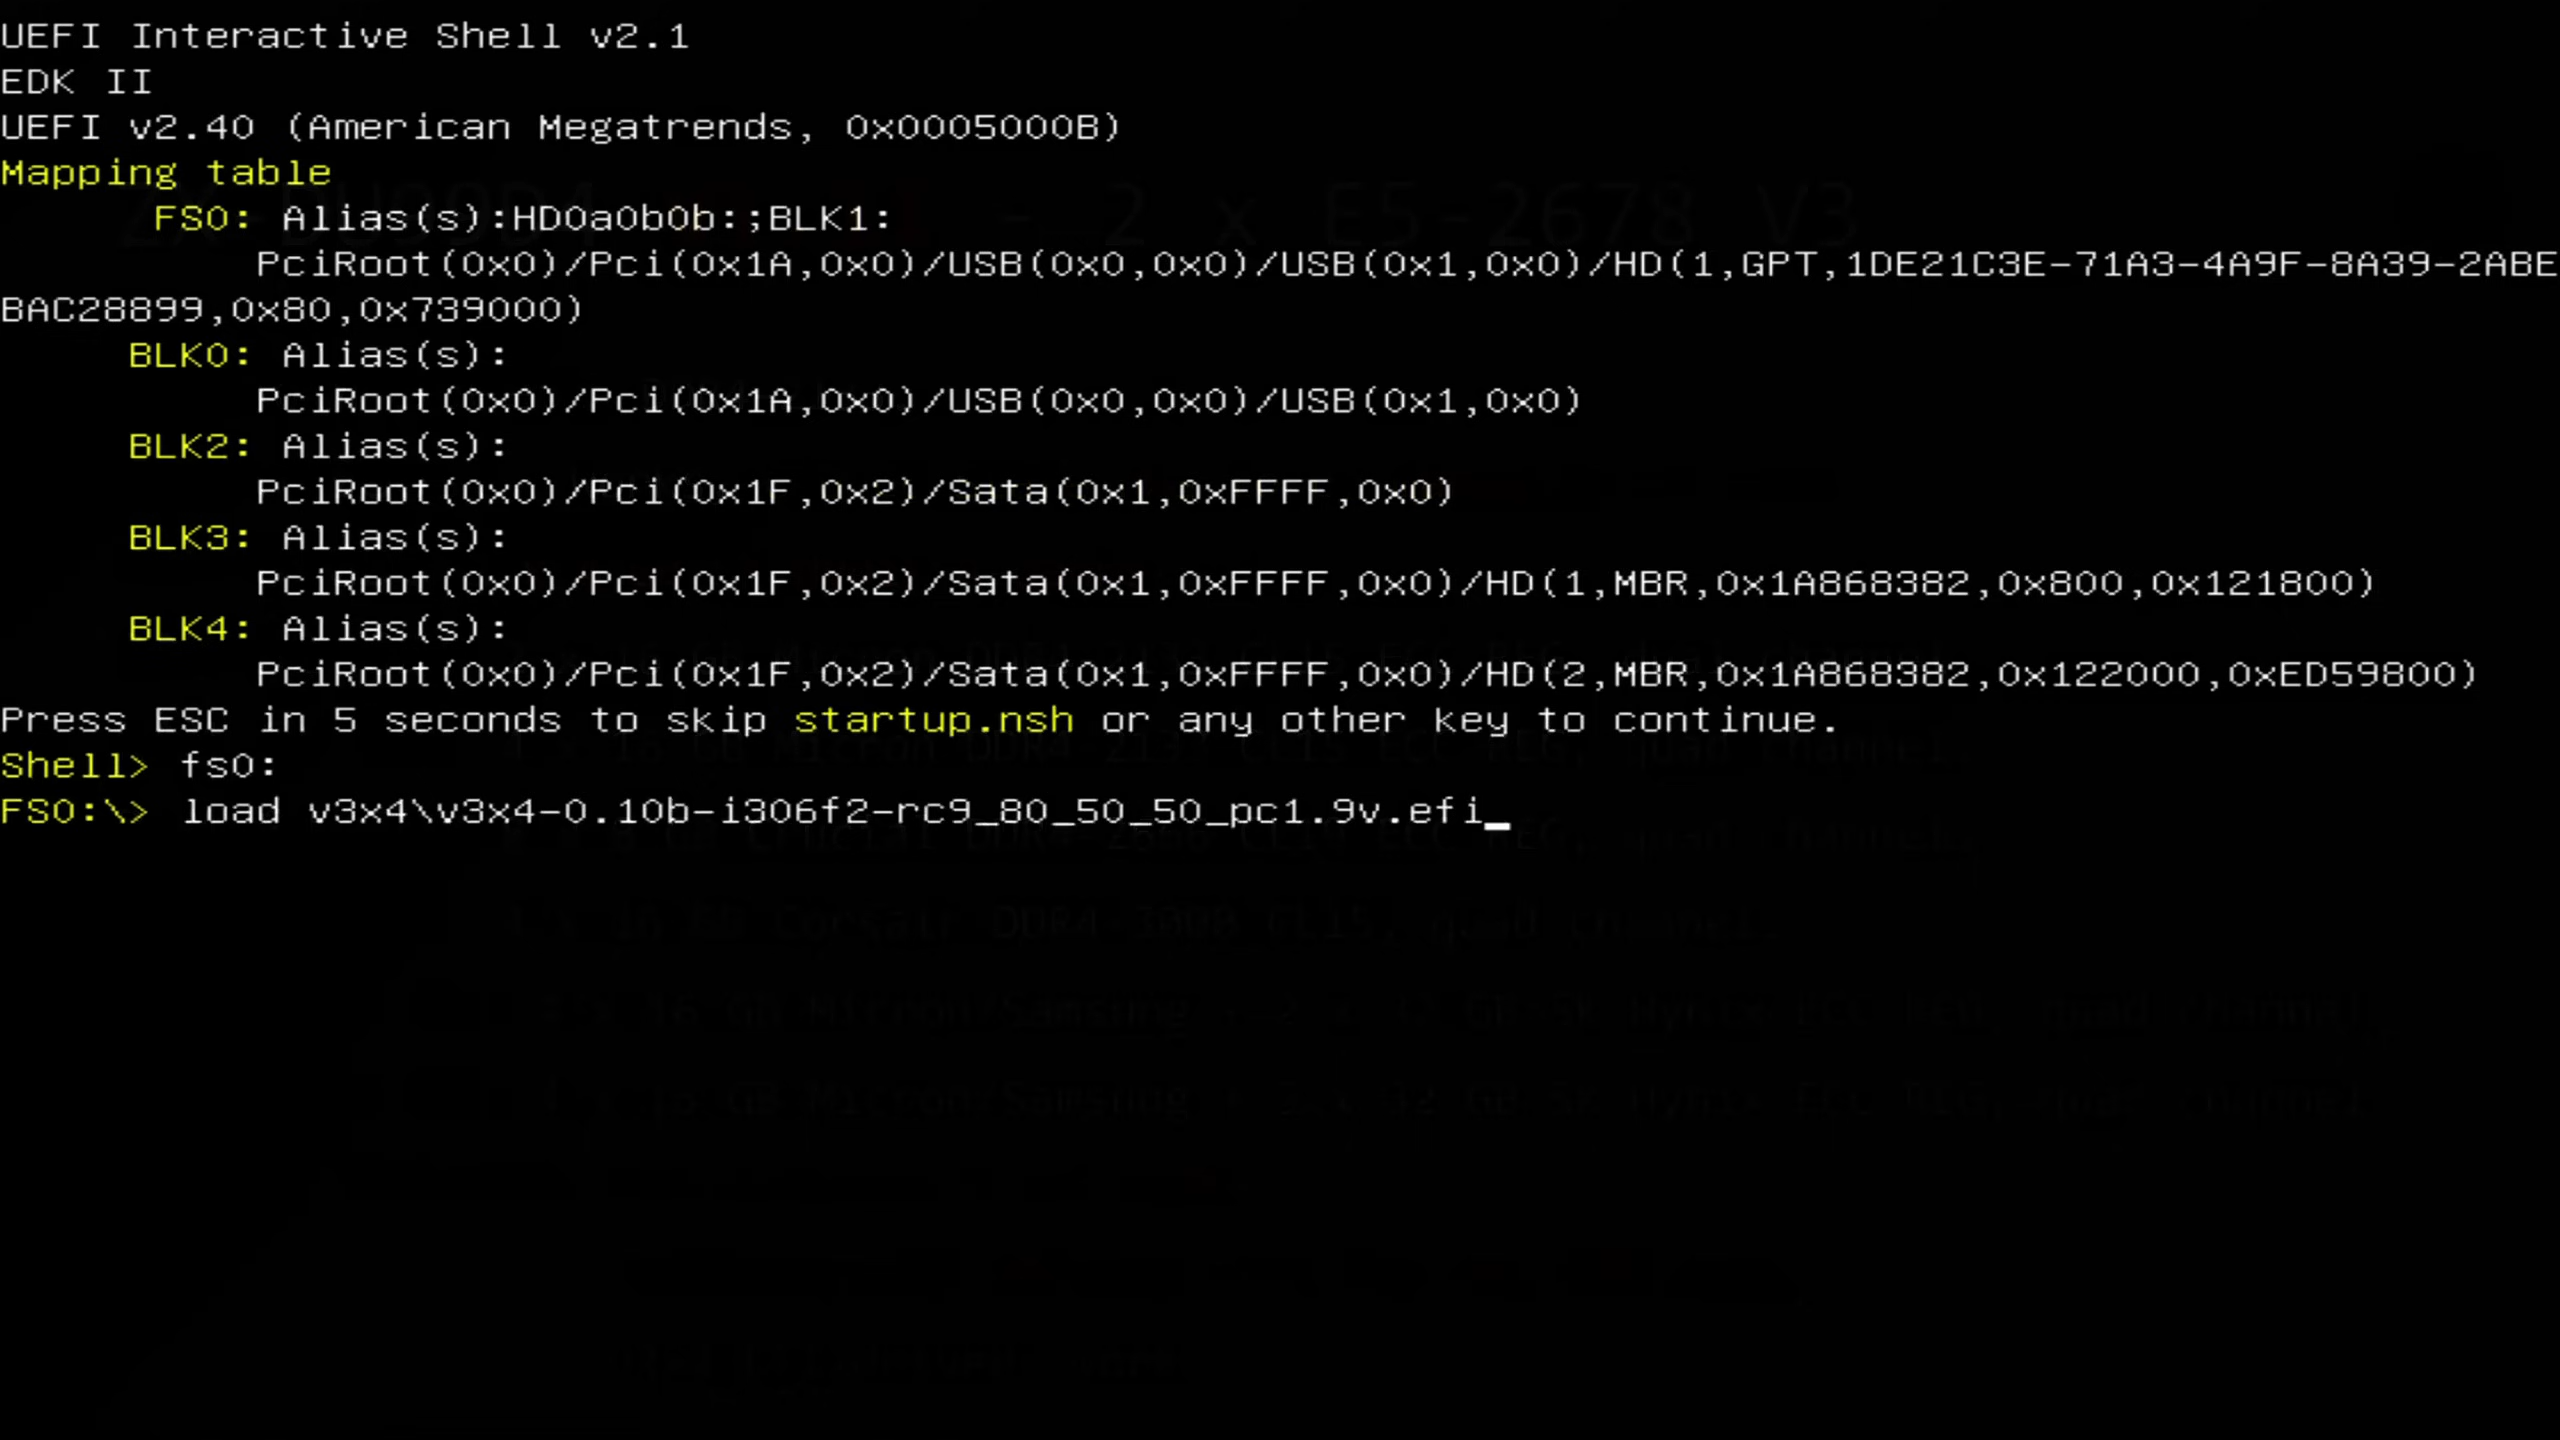 UEFI Interactive Shell v2.1
EDK II
UEFI v2.40 (American Megatrends, 0x0005000B)
Mapping table
FS0: Alias(s):HD0a0b0b:;BLK1:
PciRoot(0x0)/Pci(0x1A,0x0)/USB(0x0,0x0)/USB(0x1,0x0)/HD(1,GPT,1DE21C3E-71A3-4A9F-8A39-2ABE
BAC28899,0x80,0x739000)
BLK0: Alias(s):
PciRoot(0x0)/Pci(0x1A,0x0)/USB(0x0,0x0)/USB(0x1,0x0)
BLK2: Alias(s):
PciRoot(0x0)/Pci(0x1F,0x2)/Sata(0x1,0xFFFF,0x0)
BLK3: Alias(s):
PciRoot(0x0)/Pci(0x1F,0x2)/Sata(0x1,0xFFFF,0x0)/HD(1,MBR,0x1A868382,0x800,0x121800)
BLK4: Alias(s):
PciRoot(0x0)/Pci(0x1F,0x2)/Sata(0x1,0xFFFF,0x0)/HD(2,MBR,0x1A868382,0x122000,0xED59800)
Press ESC in 5 seconds to skip startup.nsh or any other key to continue.
Shell> fs0:
FS0:\> load v3x4\v3x4-0.10b-i306f2-rc9_80_50_50_pc1.9v.efi_